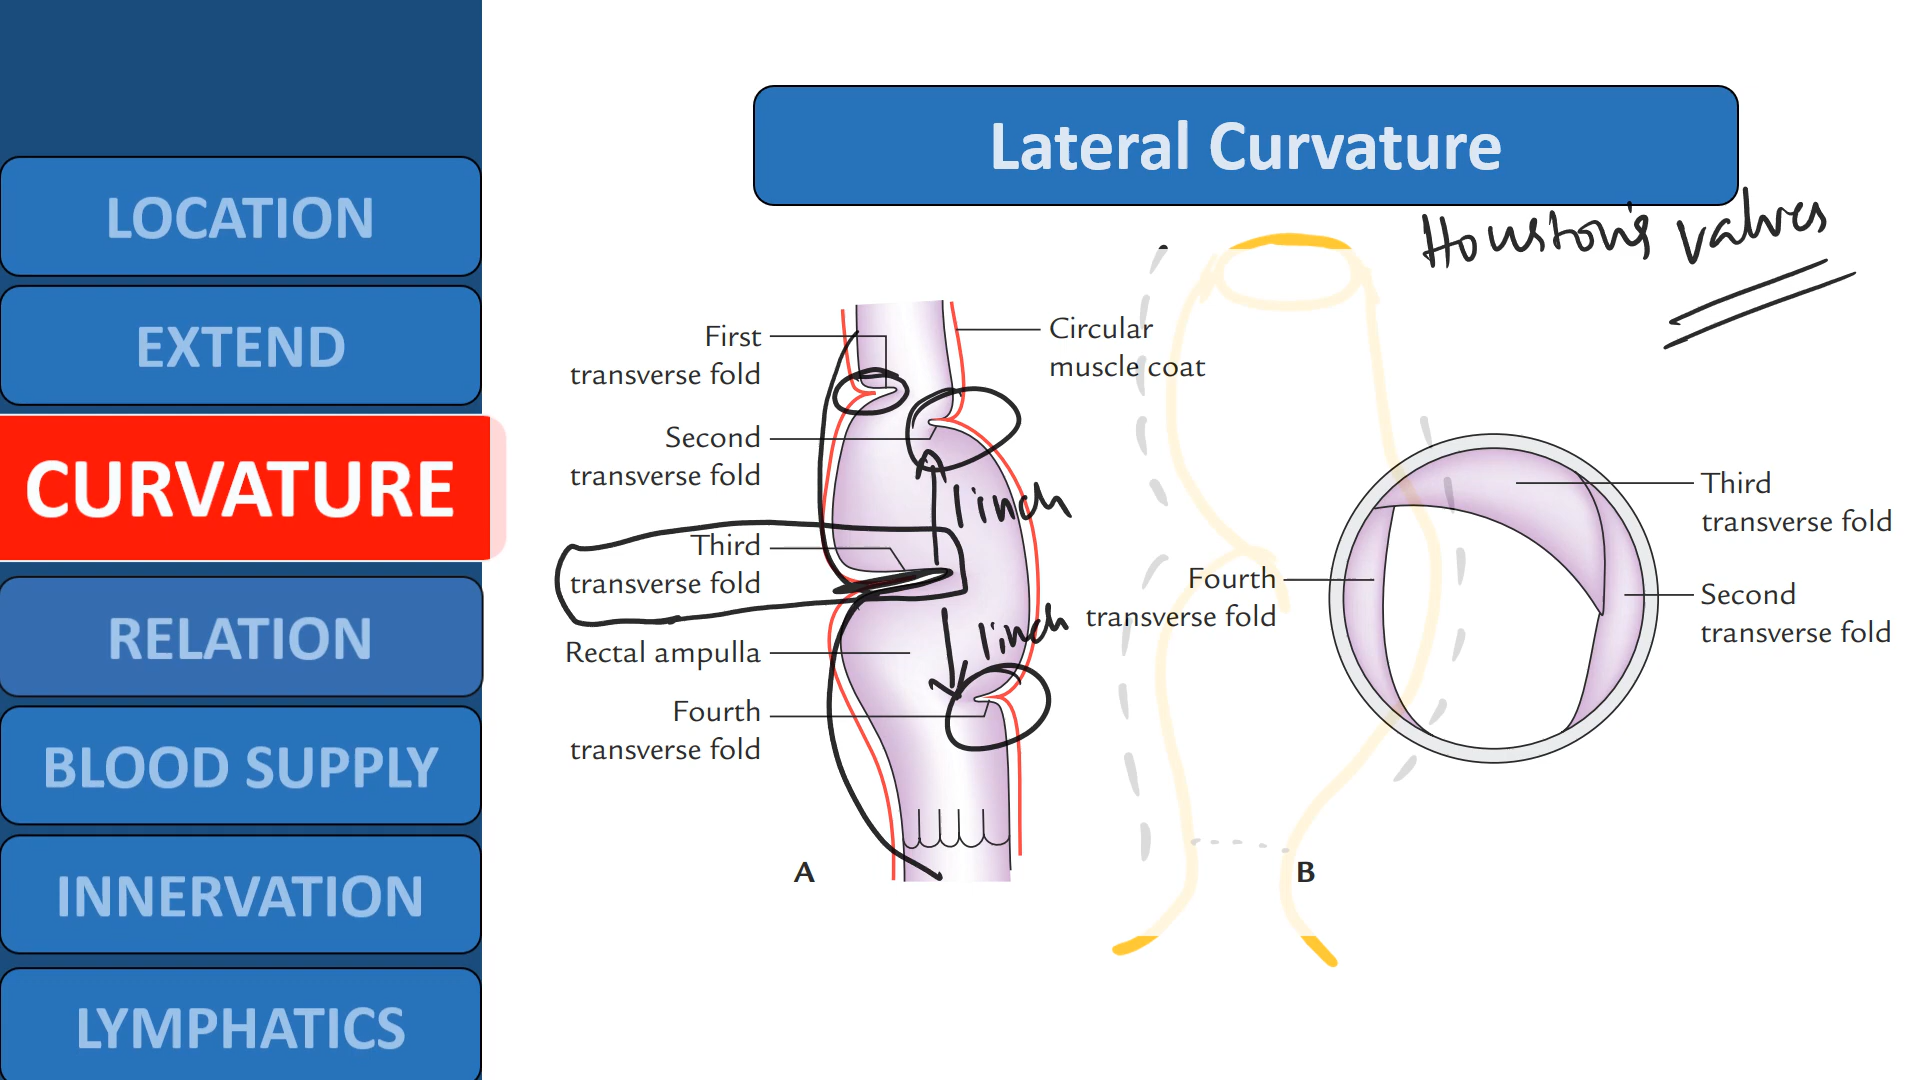 Lateral Curvature
Houston's valves
LOCATION
EXTEND
CURVATURE
RELATION
BLOOD SUPPLY
INNERVATION
LYMPHATICS
First
transverse fold
Second
transverse fold
Third
transverse fold
Rectal ampulla
Fourth
transverse fold
Circular
muscle coat
1 inch
1 inch
A
Fourth
transverse fold
Third
transverse fold
Second
transverse fold
B